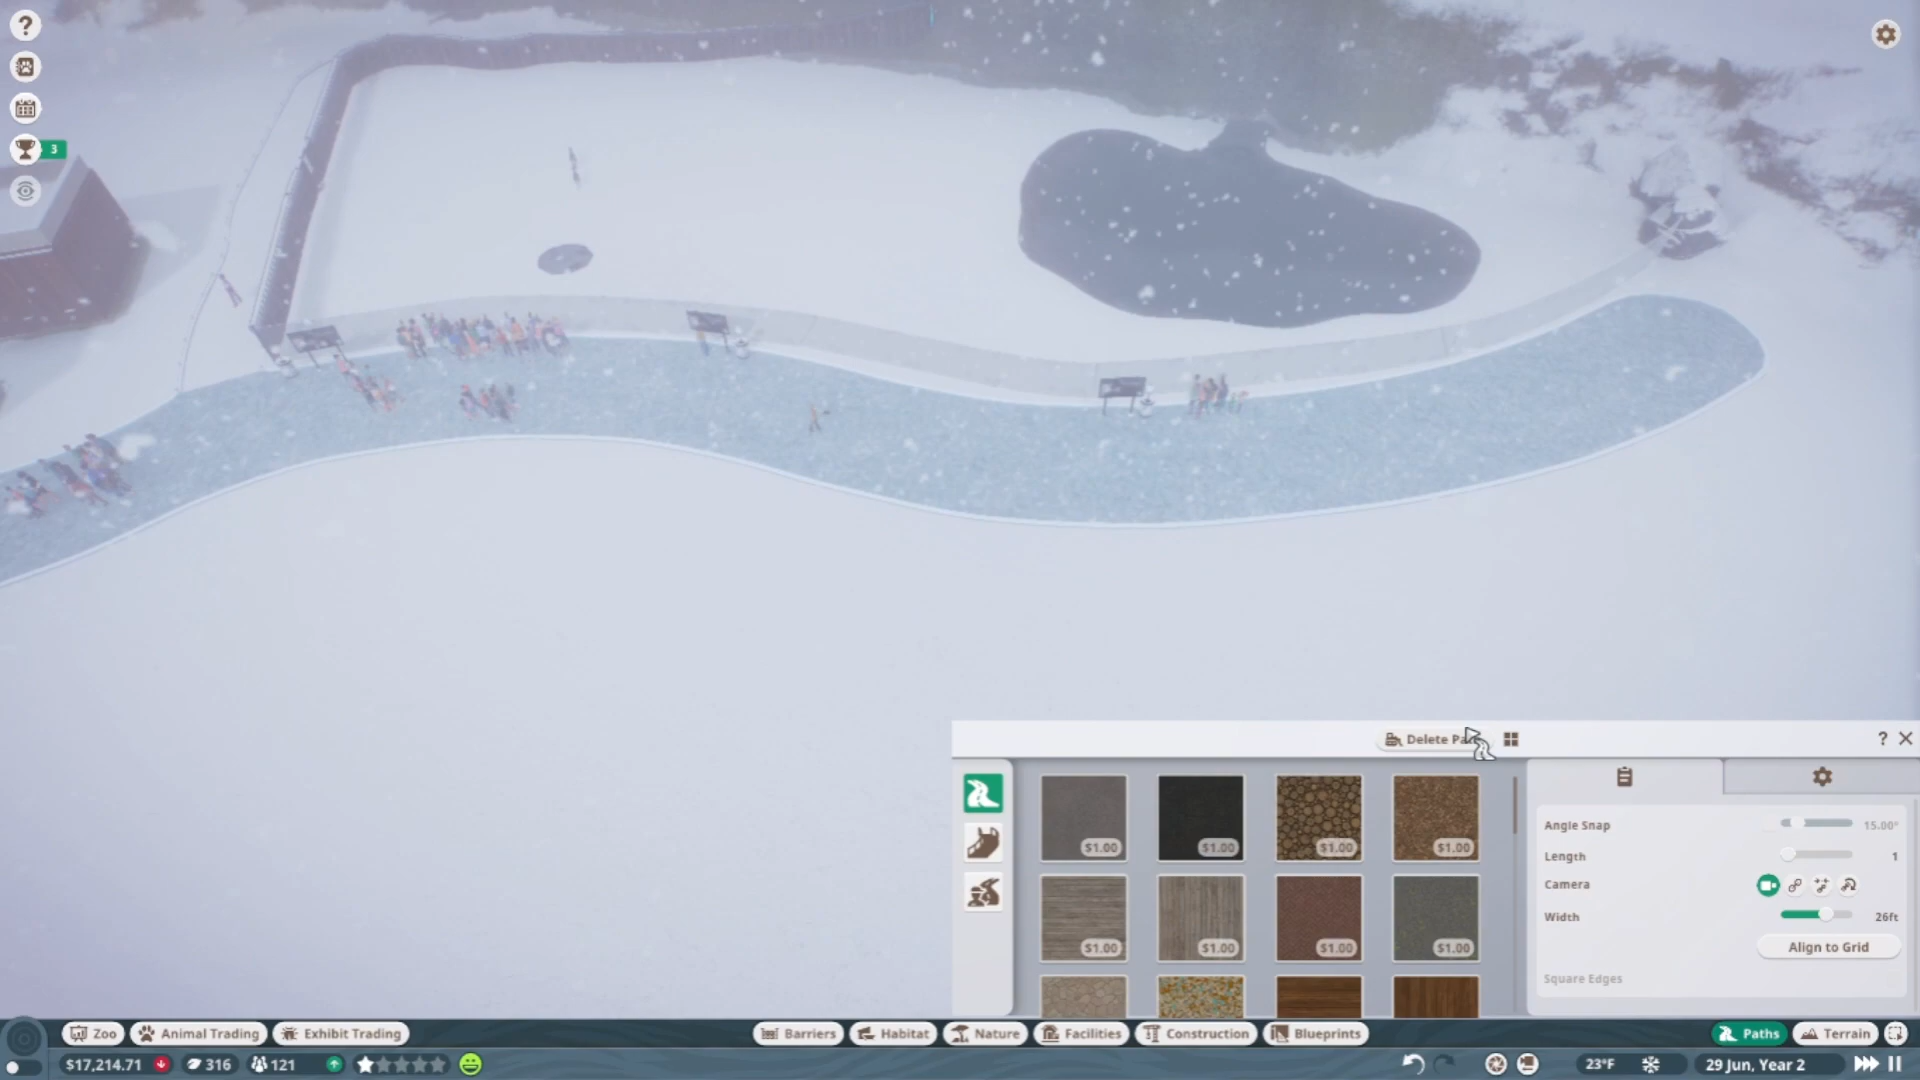 ?
3
Delete Pa
?
$1.00
$1.00
$1.00
$1.00
$1.00
$1.00
$1.00
$1.00
Angle Snap 15.00°
Length 1
Camera
Width 26ft
Align to Grid
Square Edges
Zoo
Animal Trading
Exhibit Trading
Barriers
Habitat
Nature
Facilities
Construction
Blueprints
Paths
Terrain
$17,214.71
316
121
23°F
29 Jun, Year 2